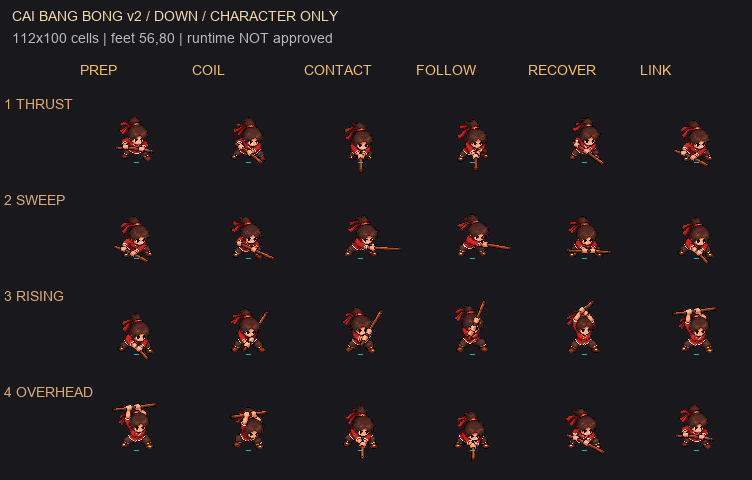 CAI BANG BONG v2 / DOWN / CHARACTER ONLY
112x100 cells | feet 56,80 | runtime NOT approved
PREP COIL CONTACT FOLLOW RECOVER LINK
1 THRUST
2 SWEEP
3 RISING
4 OVERHEAD